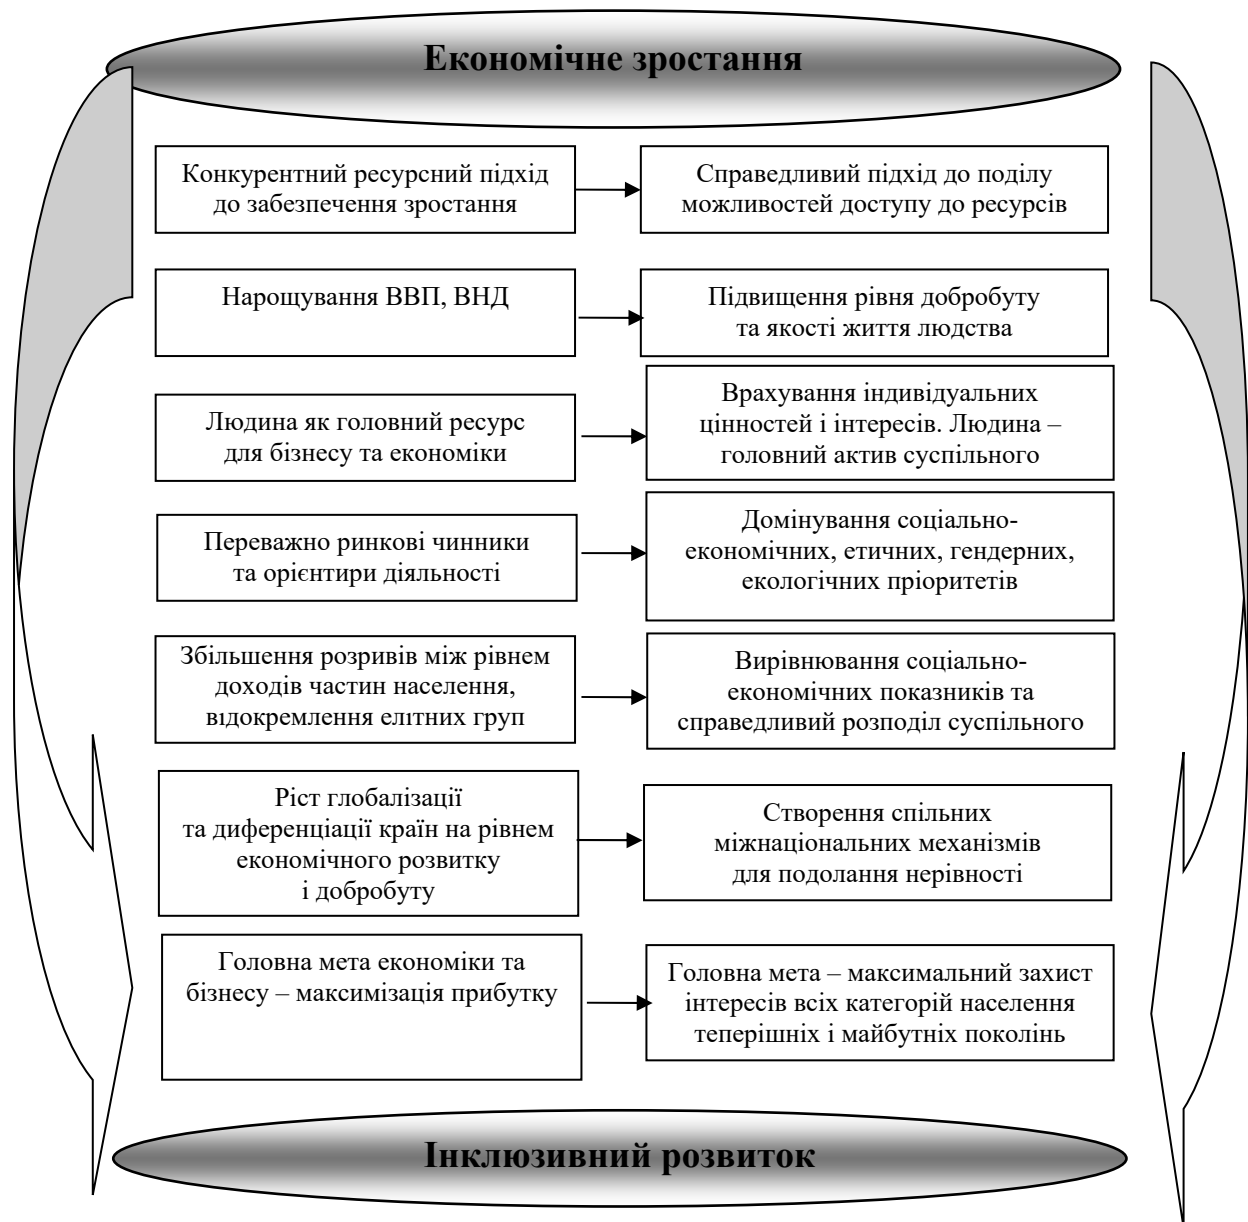 Економічне зростання
Конкурентний ресурсний підхід
до забезпечення зростання
Справедливий підхід до поділу
можливостей доступу до ресурсів
Нарощування ВВП, ВНД
Підвищення рівня добробуту
та якості життя людства
Людина як головний ресурс
для бізнесу та економіки
Врахування індивідуальних
цінностей і інтересів. Людина –
головний актив суспільного
Переважно ринкові чинники
та орієнтири діяльності
Домінування соціально-
економічних, етичних, гендерних,
екологічних пріоритетів
Збільшення розривів між рівнем
доходів частин населення,
відокремлення елітних груп
Вирівнювання соціально-
економічних показників та
справедливий розподіл суспільного
Ріст глобалізації
та диференціації країн на рівнем
економічного розвитку
і добробуту
Створення спільних
міжнаціональних механізмів
для подолання нерівності
Головна мета економіки та
бізнесу – максимізація прибутку
Головна мета – максимальний захист
інтересів всіх категорій населення
теперішніх і майбутніх поколінь
Інклюзивний розвиток